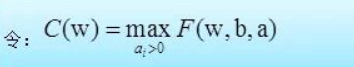 令：C(w) = max F(w, b, a)
a_i>0